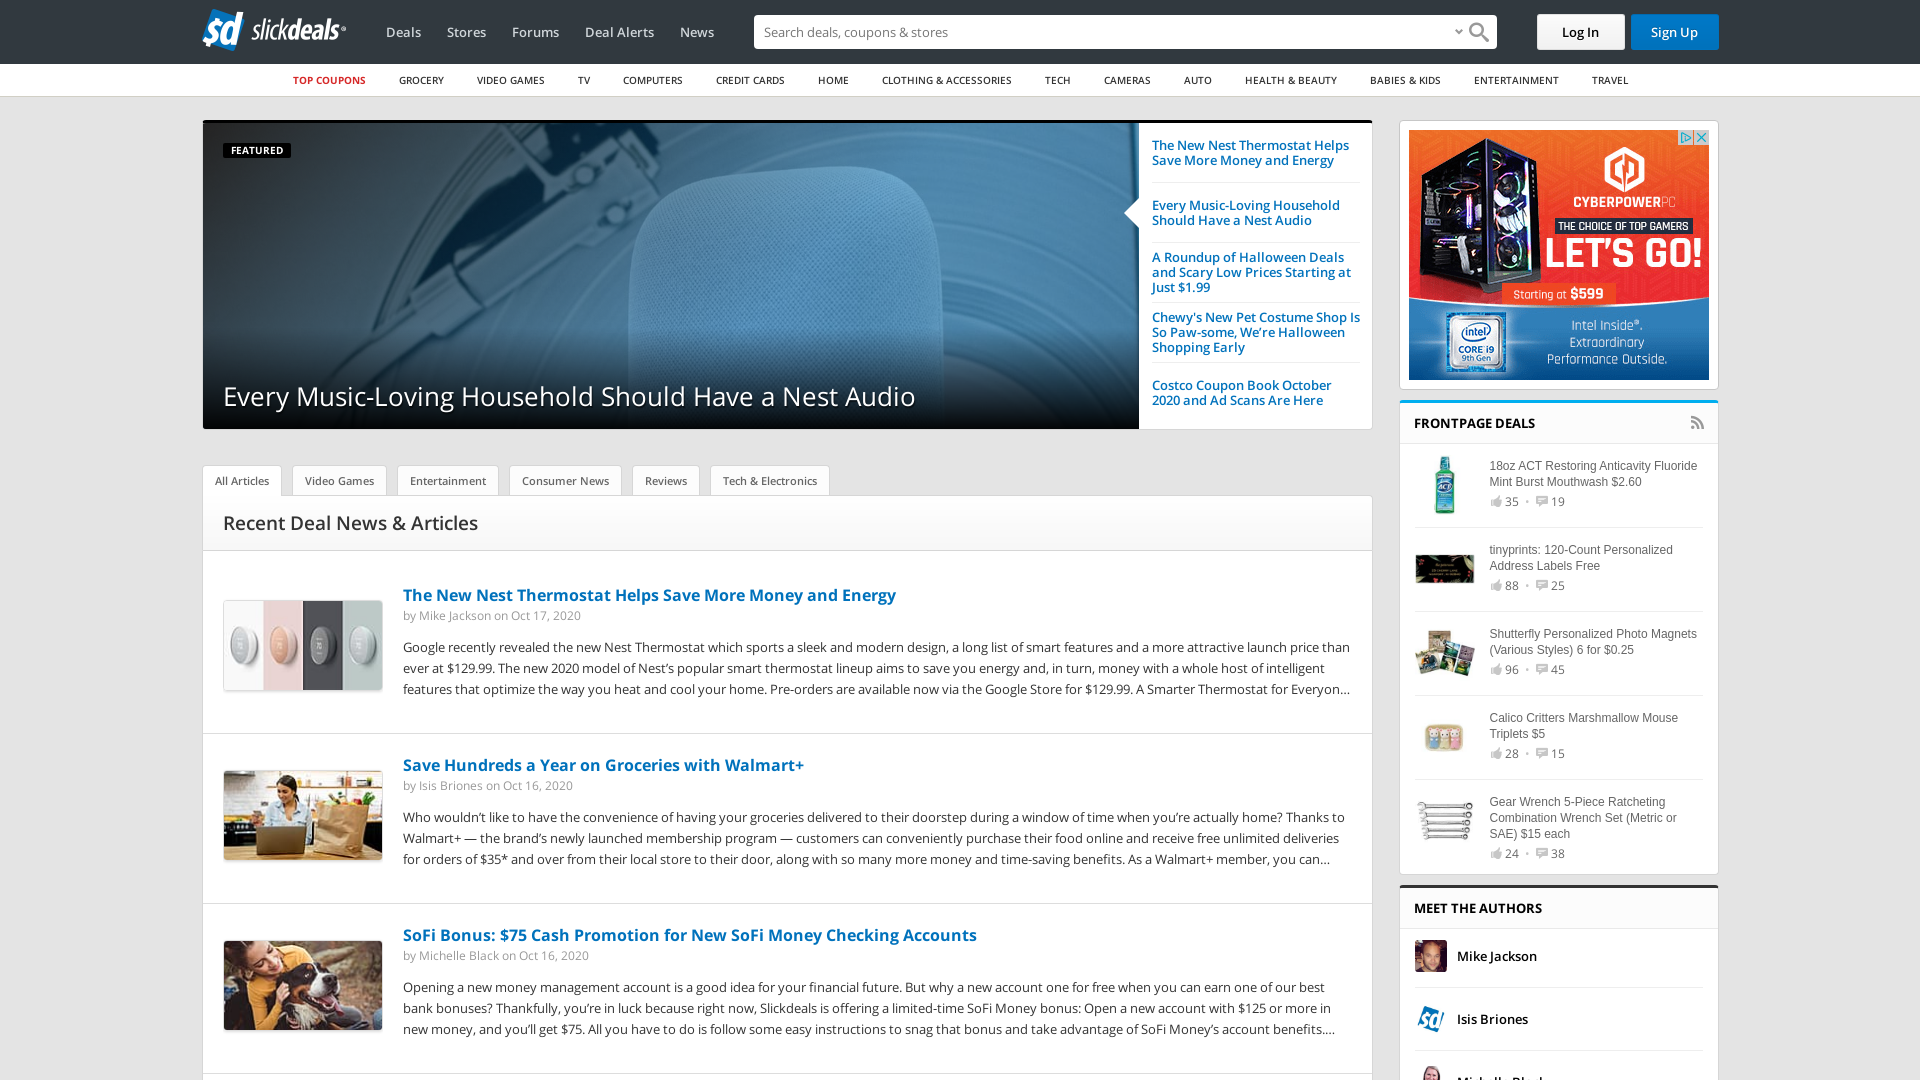 slickdeals
Deals
Stores
Forums
Deal Alerts
News
Search deals, coupons & stores
Log In
Sign Up
TOP COUPONS
GROCERY
VIDEO GAMES
TV
COMPUTERS
CREDIT CARDS
HOME
CLOTHING & ACCESSORIES
TECH
CAMERAS
AUTO
HEALTH & BEAUTY
BABIES & KIDS
ENTERTAINMENT
TRAVEL
FEATURED
Every Music-Loving Household Should Have a Nest Audio
The New Nest Thermostat Helps
Save More Money and Energy
Every Music-Loving Household
Should Have a Nest Audio
A Roundup of Halloween Deals
and Scary Low Prices Starting at
Just $1.99
Chewy's New Pet Costume Shop Is
So Paw-some, We’re Halloween
Shopping Early
Costco Coupon Book October
2020 and Ad Scans Are Here
CYBERPOWERPC
THE CHOICE OF TOP GAMERS
LET'S GO!
Starting at $599
intel
CORE i9
9th Gen
Intel Inside®.
Extraordinary
Performance Outside.
All Articles
Video Games
Entertainment
Consumer News
Reviews
Tech & Electronics
Recent Deal News & Articles
The New Nest Thermostat Helps Save More Money and Energy
by Mike Jackson on Oct 17, 2020
Google recently revealed the new Nest Thermostat which sports a sleek and modern design, a long list of smart features and a more attractive launch price than
ever at $129.99. The new 2020 model of Nest’s popular smart thermostat lineup aims to save you energy and, in turn, money with a whole host of intelligent
features that optimize the way you heat and cool your home. Pre-orders are available now via the Google Store for $129.99. A Smarter Thermostat for Everyon…
Save Hundreds a Year on Groceries with Walmart+
by Isis Briones on Oct 16, 2020
Who wouldn’t like to have the convenience of having your groceries delivered to their doorstep during a window of time when you’re actually home? Thanks to
Walmart+ — the brand’s newly launched membership program — customers can conveniently purchase their food online and receive free unlimited deliveries
for orders of $35* and over from their local store to their door, along with so many more money and time-saving benefits. As a Walmart+ member, you can…
SoFi Bonus: $75 Cash Promotion for New SoFi Money Checking Accounts
by Michelle Black on Oct 16, 2020
Opening a new money management account is a good idea for your financial future. But why a new account one for free when you can earn one of our best
bank bonuses? Thankfully, you’re in luck because right now, Slickdeals is offering a limited-time SoFi Money bonus: Open a new account with $125 or more in
new money, and you’ll get $75. All you have to do is follow some easy instructions to snag that bonus and take advantage of SoFi Money’s account benefits.…
FRONTPAGE DEALS
18oz ACT Restoring Anticavity Fluoride
Mint Burst Mouthwash $2.60
35 • 19
tinyprints: 120-Count Personalized
Address Labels Free
88 • 25
Shutterfly Personalized Photo Magnets
(Various Styles) 6 for $0.25
96 • 45
Calico Critters Marshmallow Mouse
Triplets $5
28 • 15
Gear Wrench 5-Piece Ratcheting
Combination Wrench Set (Metric or
SAE) $15 each
24 • 38
MEET THE AUTHORS
Mike Jackson
Isis Briones
Michelle Black